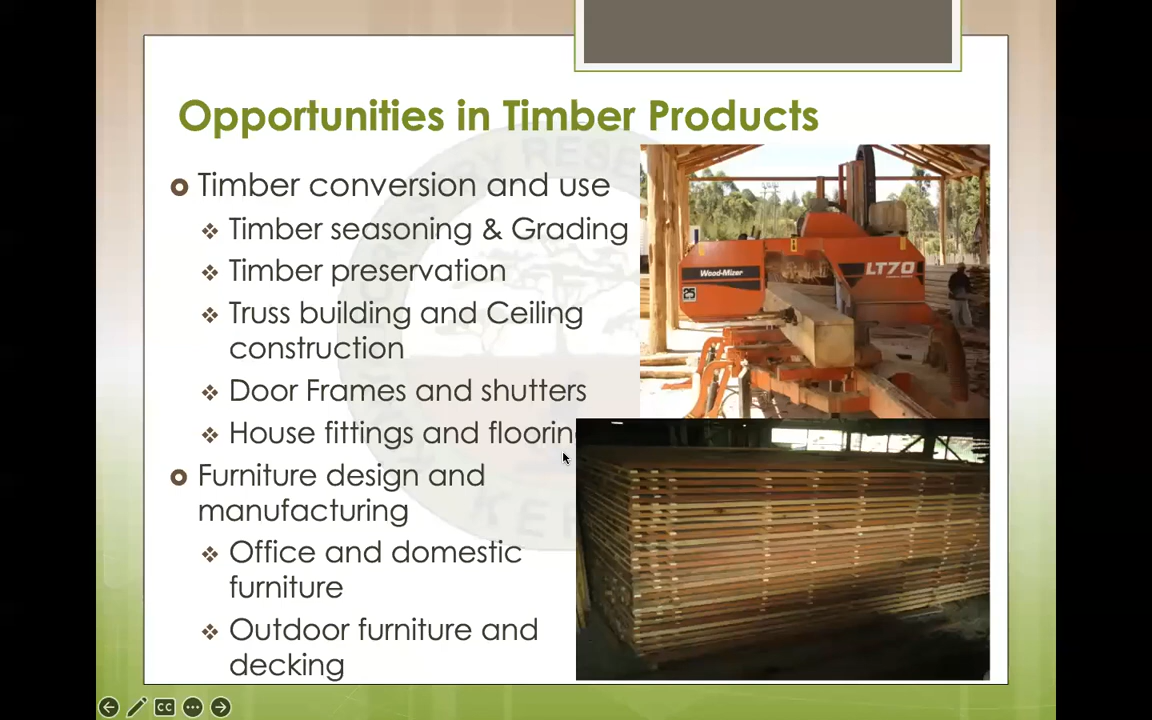 Opportunities in Timber Products
Timber conversion and use
Timber seasoning & Grading
Timber preservation
Truss building and Ceiling
construction
Door Frames and shutters
House fittings and floorin
Furniture design and
manufacturing
Office and domestic
furniture
Outdoor furniture and
decking
Wood-Mizer
LT70
25
CC